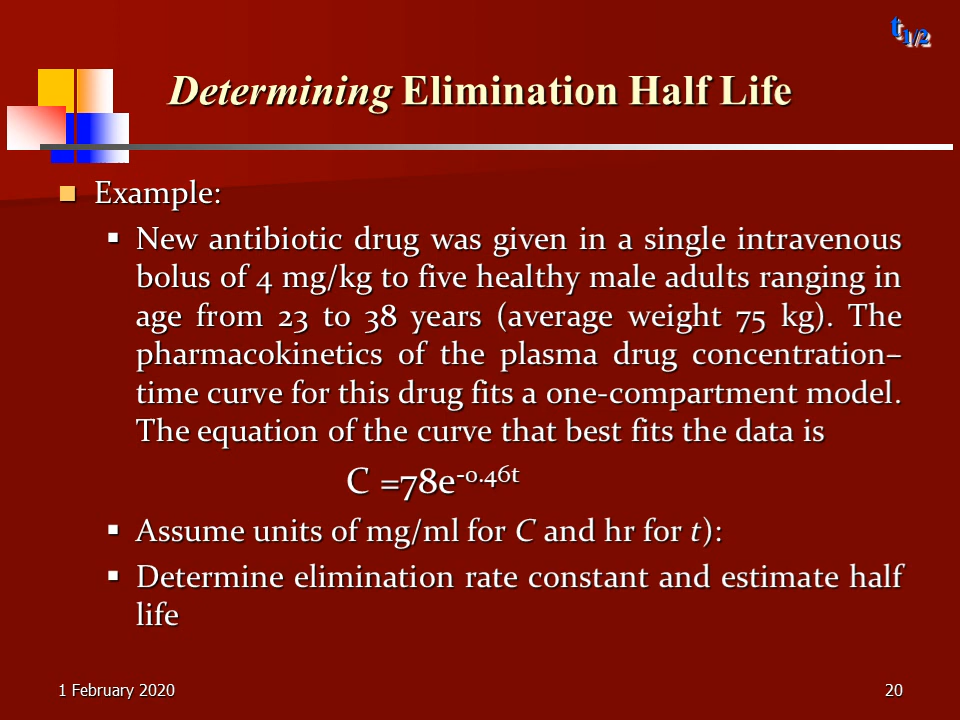 t1/2
Determining Elimination Half Life
Example:
New antibiotic drug was given in a single intravenous
bolus of 4 mg/kg to five healthy male adults ranging in
age from 23 to 38 years (average weight 75 kg). The
pharmacokinetics of the plasma drug concentration–
time curve for this drug fits a one-compartment model.
The equation of the curve that best fits the data is
C =78e-0.46t
Assume units of mg/ml for C and hr for t):
Determine elimination rate constant and estimate half
life
1 February 2020
20